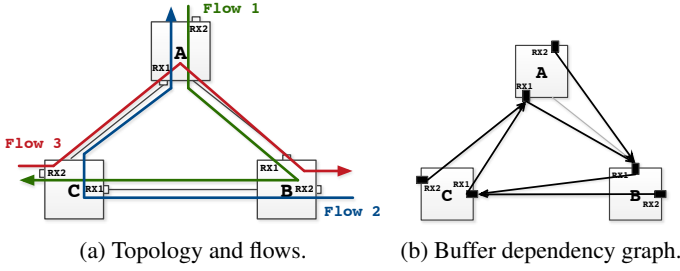 Flow 1
RX2
A
RX1
Flow 3
RX2
C
RX1
RX1
B
RX2
Flow 2
(a) Topology and flows.
RX2
A
RX1
RX2
C
RX1
RX1
B
RX2
(b) Buffer dependency graph.